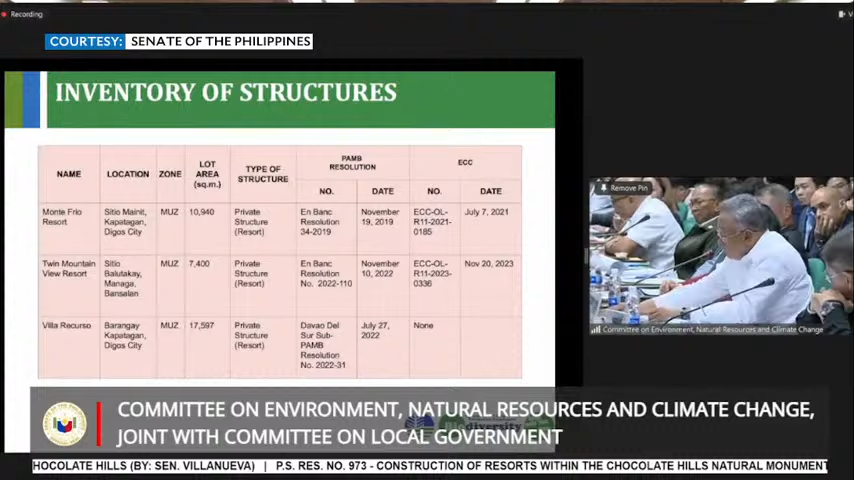 Recording
COURTESY: SENATE OF THE PHILIPPINES
INVENTORY OF STRUCTURES
NAME LOCATION ZONE LOT AREA (sq.m.) TYPE OF STRUCTURE PAMB RESOLUTION ECC
NO. DATE NO. DATE
Monte Frio Sitio Mainit, MUZ 10,940 Private En Banc November ECC-OL- July 7, 2021
Resort Kapatagan, Structure Resolution 19, 2019 R11-2021-
Digos City (Resort) 34-2019 0185
Twin Mountain Sitio MUZ 7,400 Private En Banc November ECC-OL- Nov 20, 2023
View Resort Balutakay, Structure Resolution 10, 2022 R11-2023-
Managa, (Resort) No. 2022-110 0336
Bansalan
Villa Recurso Barangay MUZ 17,597 Private Davao Del July 27, None
Kapatagan, Structure Sur Sub- 2022
Digos City (Resort) PAMB
Resolution
No. 2022-31
Remove Pin
Committee on Environment, Natural Resources and Climate Change
COMMITTEE ON ENVIRONMENT, NATURAL RESOURCES AND CLIMATE CHANGE,
JOINT WITH COMMITTEE ON LOCAL GOVERNMENT
HOCOLATE HILLS (BY: SEN. VILLANUEVA) | P.S. RES. NO. 973 - CONSTRUCTION OF RESORTS WITHIN THE CHOCOLATE HILLS NATURAL MONUMENT